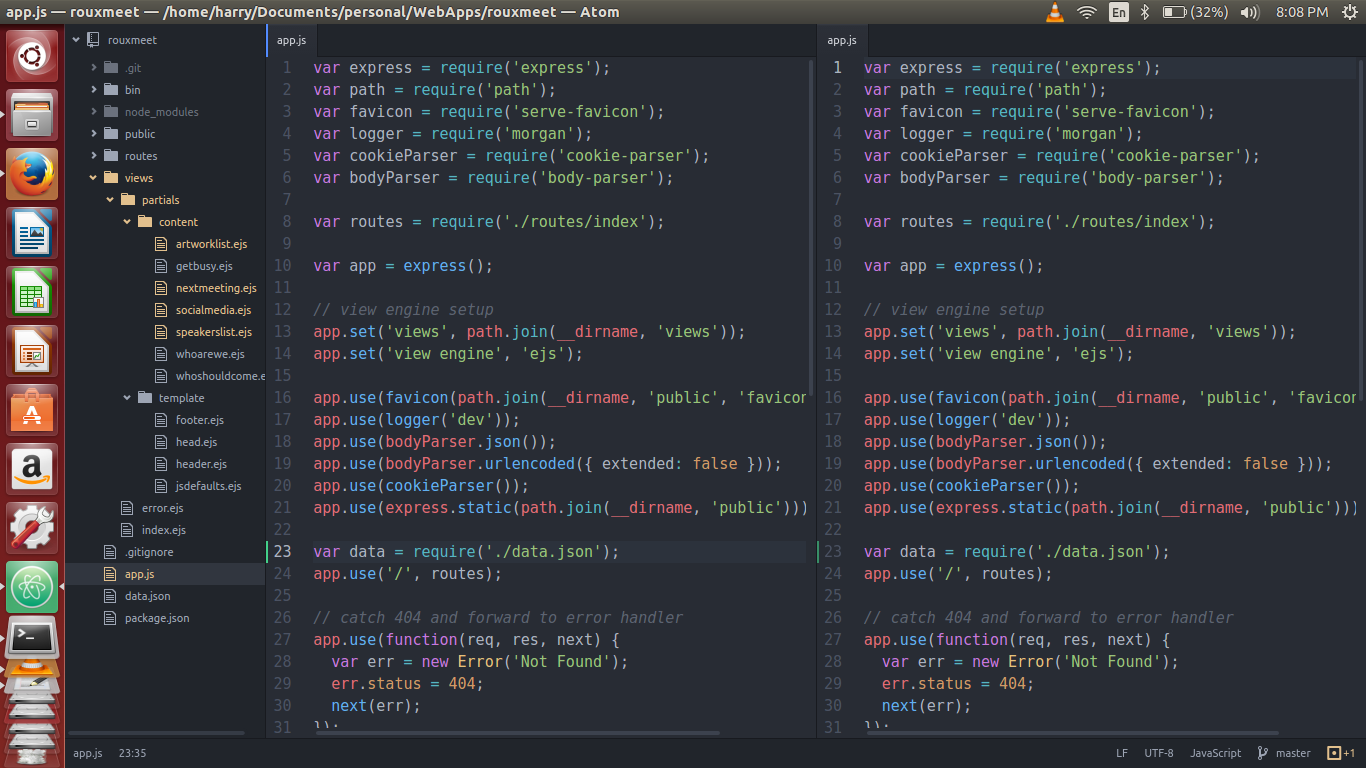 app.js — rouxmeet — /home/harry/Documents/personal/WebApps/rouxmeet — Atom
En
(32%)
8:08 PM
rouxmeet
.git
bin
node_modules
public
routes
views
partials
content
artworklist.ejs
getbusy.ejs
nextmeeting.ejs
socialmedia.ejs
speakerslist.ejs
whoarewe.ejs
whoshouldcome.e
template
footer.ejs
head.ejs
header.ejs
jsdefaults.ejs
error.ejs
index.ejs
.gitignore
app.js
data.json
package.json
app.js
1 var express = require('express');
2 var path = require('path');
3 var favicon = require('serve-favicon');
4 var logger = require('morgan');
5 var cookieParser = require('cookie-parser');
6 var bodyParser = require('body-parser');
7
8 var routes = require('./routes/index');
9
10 var app = express();
11
12 // view engine setup
13 app.set('views', path.join(__dirname, 'views'));
14 app.set('view engine', 'ejs');
15
16 app.use(favicon(path.join(__dirname, 'public', 'favicon
17 app.use(logger('dev'));
18 app.use(bodyParser.json());
19 app.use(bodyParser.urlencoded({ extended: false }));
20 app.use(cookieParser());
21 app.use(express.static(path.join(__dirname, 'public')))
22
23 var data = require('./data.json');
24 app.use('/', routes);
25
26 // catch 404 and forward to error handler
27 app.use(function(req, res, next) {
28 var err = new Error('Not Found');
29 err.status = 404;
30 next(err);
31 });
app.js
1 var express = require('express');
2 var path = require('path');
3 var favicon = require('serve-favicon');
4 var logger = require('morgan');
5 var cookieParser = require('cookie-parser');
6 var bodyParser = require('body-parser');
7
8 var routes = require('./routes/index');
9
10 var app = express();
11
12 // view engine setup
13 app.set('views', path.join(__dirname, 'views'));
14 app.set('view engine', 'ejs');
15
16 app.use(favicon(path.join(__dirname, 'public', 'favicon
17 app.use(logger('dev'));
18 app.use(bodyParser.json());
19 app.use(bodyParser.urlencoded({ extended: false }));
20 app.use(cookieParser());
21 app.use(express.static(path.join(__dirname, 'public')))
22
23 var data = require('./data.json');
24 app.use('/', routes);
25
26 // catch 404 and forward to error handler
27 app.use(function(req, res, next) {
28 var err = new Error('Not Found');
29 err.status = 404;
30 next(err);
31 });
app.js 23:35
LF UTF-8 JavaScript master +1